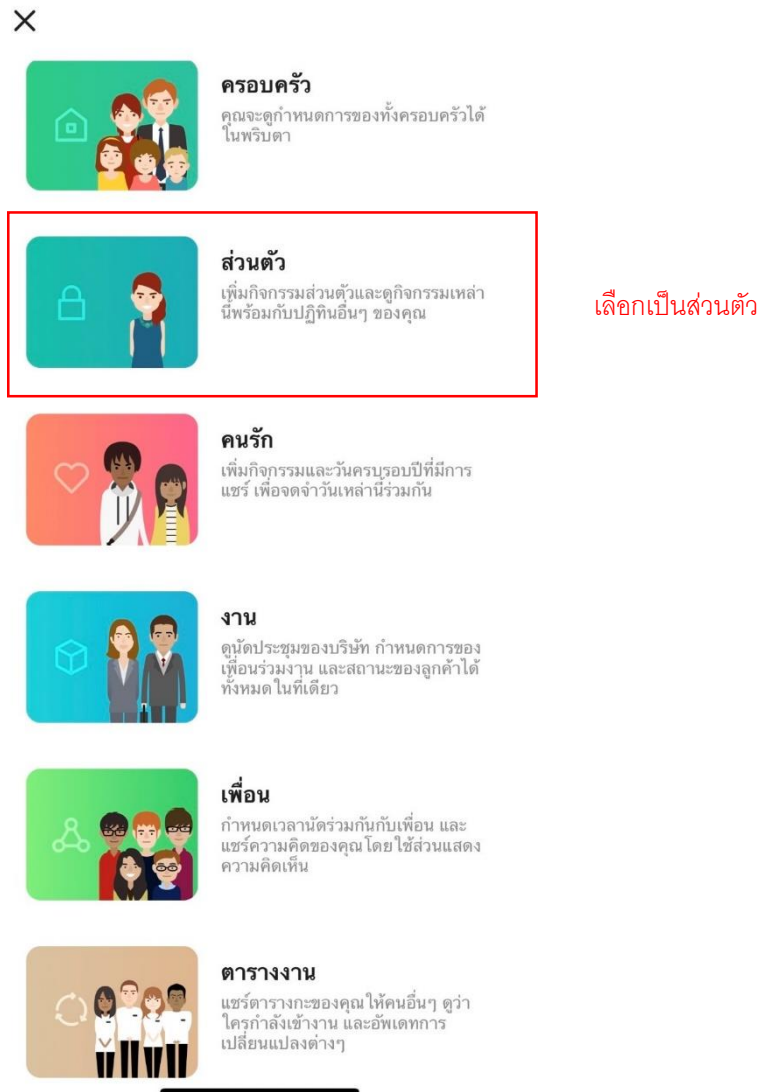 ครอบครัว
คุณจะดูกำหนดการของทั้งครอบครัวได้
ในพริบตา
ส่วนตัว
เพิ่มกิจกรรมส่วนตัวและดูกิจกรรมเหล่า
นี้พร้อมกับปฏิทินอื่นๆ ของคุณ
เลือกเป็นส่วนตัว
คนรัก
เพิ่มกิจกรรมและวันครบรอบปีที่มีการ
แชร์ เพื่อจดจำวันเหล่านี้ร่วมกัน
งาน
ดูนัดประชุมของบริษัท กำหนดการของ
เพื่อนร่วมงาน และสถานะของลูกค้าได้
ทั้งหมดในที่เดียว
เพื่อน
กำหนดเวลานัดร่วมกันกับเพื่อน และ
แชร์ความคิดของคุณโดยใช้ส่วนแสดง
ความคิดเห็น
ตารางงาน
แชร์ตารางกะของคุณให้คนอื่นๆ ดูว่า
ใครกำลังเข้างาน และอัพเดทการ
เปลี่ยนแปลงต่างๆ